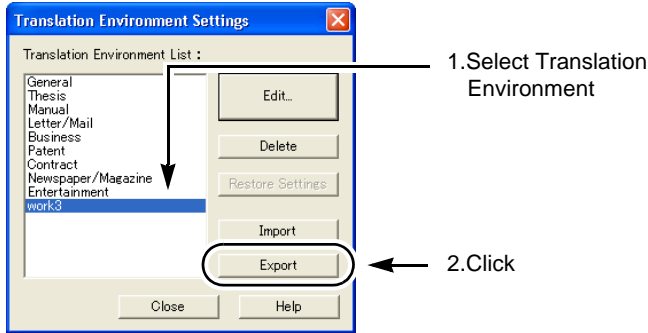 Translation Environment Settings
Translation Environment List :
General
Thesis
Manual
Letter/Mail
Business
Patent
Contract
Newspaper/Magazine
Entertainment
work3
Edit...
Delete
Restore Settings
Import
Export
Close
Help
1.Select Translation
Environment
2.Click